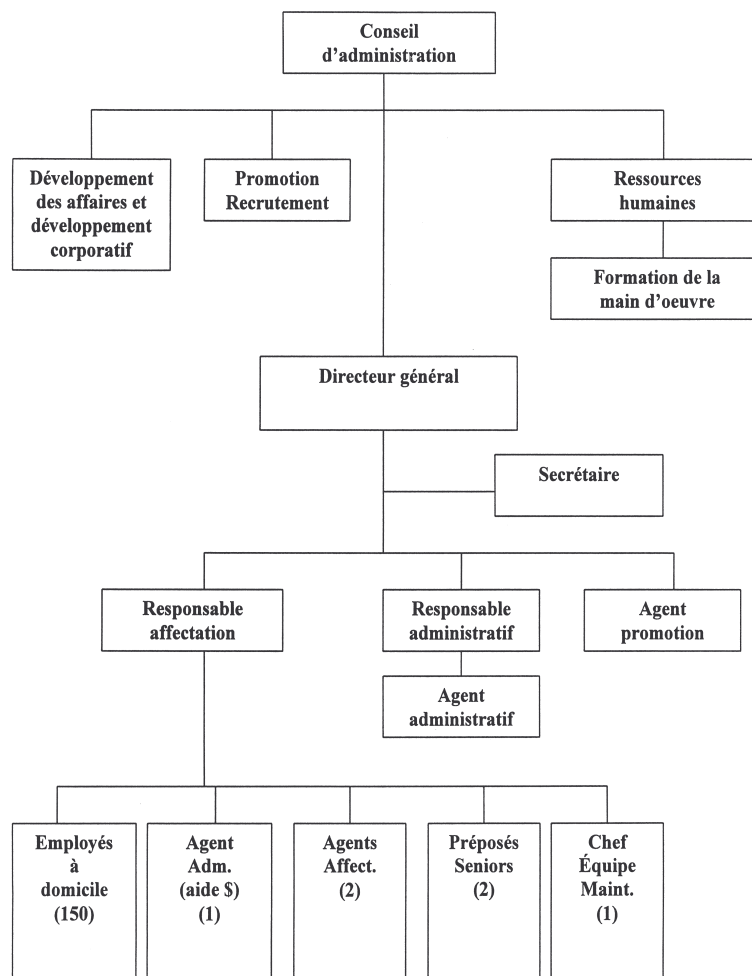 Conseil
d'administration
Développement
des affaires et
développement
corporatif
Promotion
Recrutement
Ressources
humaines
Formation de la
main d'oeuvre
Directeur général
Secrétaire
Responsable
affectation
Responsable
administratif
Agent
promotion
Agent
administratif
Employés
à
domicile
(150)
Agent
Adm.
(aide $)
(1)
Agents
Affect.
(2)
Préposés
Seniors
(2)
Chef
Équipe
Maint.
(1)